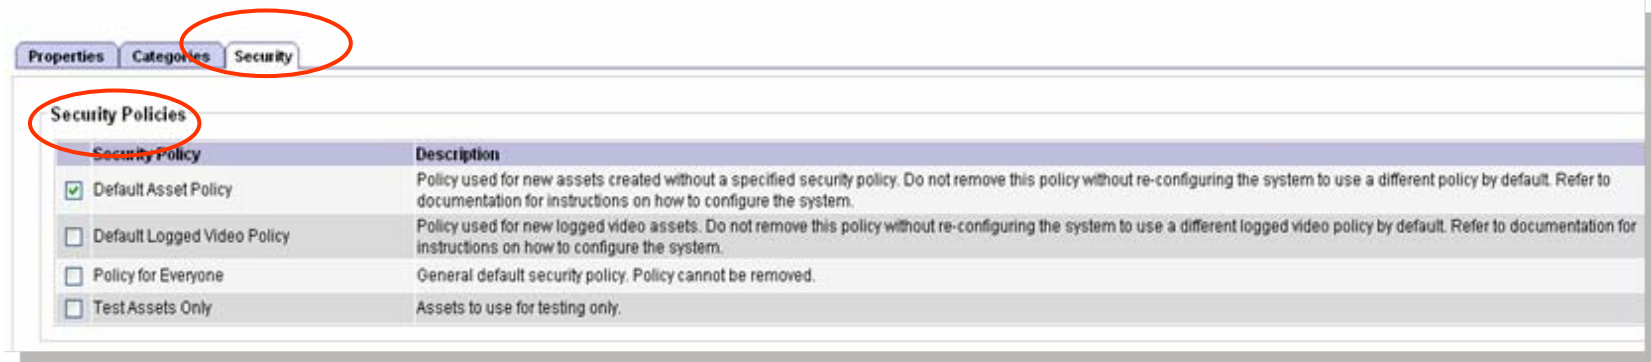 Properties Categories Security
Security Policies
Security Policy Description
Default Asset Policy Policy used for new assets created without a specified security policy. Do not remove this policy without re-configuring the system to use a different policy by default. Refer to
documentation for instructions on how to configure the system.
Default Logged Video Policy Policy used for new logged video assets. Do not remove this policy without re-configuring the system to use a different logged video policy by default. Refer to documentation for
instructions on how to configure the system.
Policy for Everyone General default security policy. Policy cannot be removed.
Test Assets Only Assets to use for testing only.